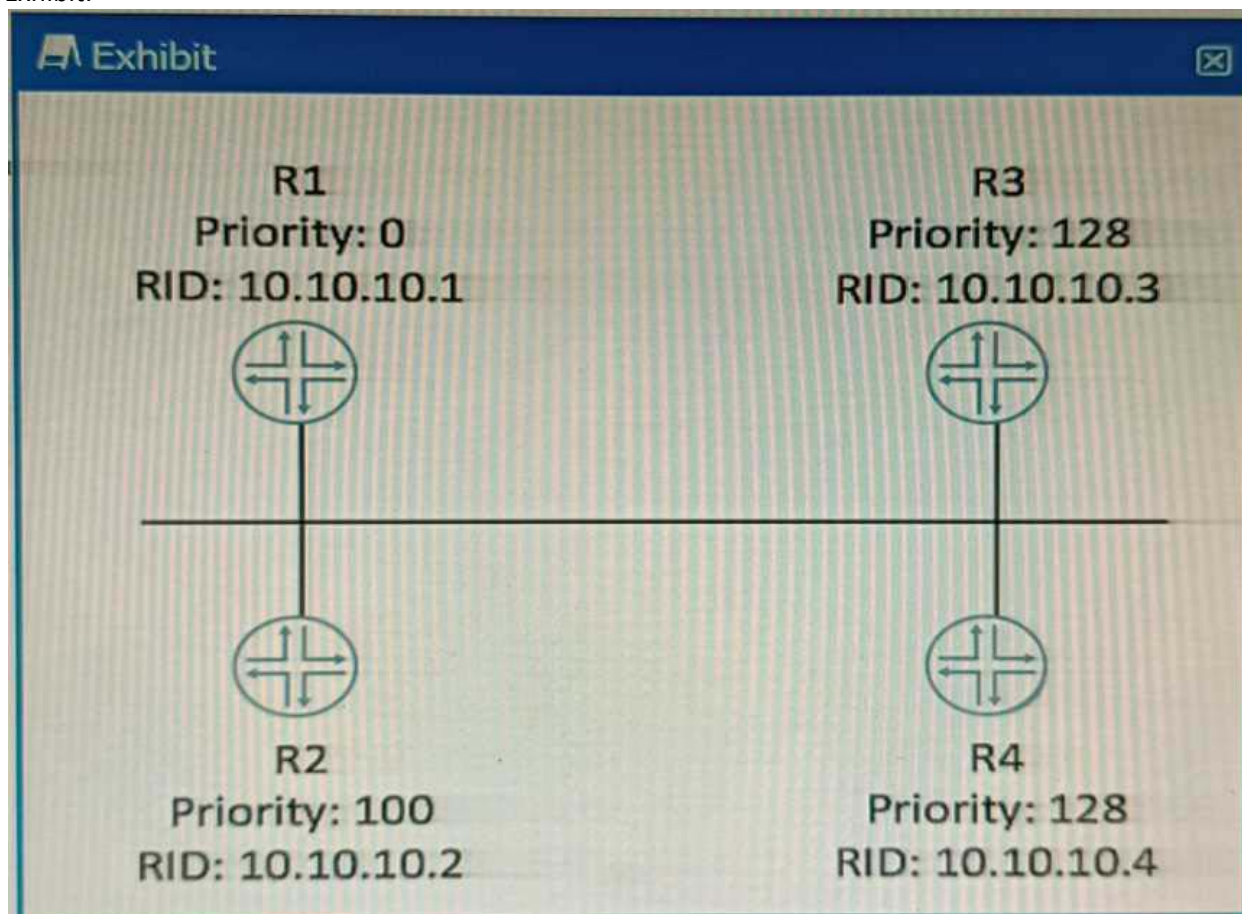 Exhibit
R1
Priority: 0
RID: 10.10.10.1
R3
Priority: 128
RID: 10.10.10.3
R2
Priority: 100
RID: 10.10.10.2
R4
Priority: 128
RID: 10.10.10.4